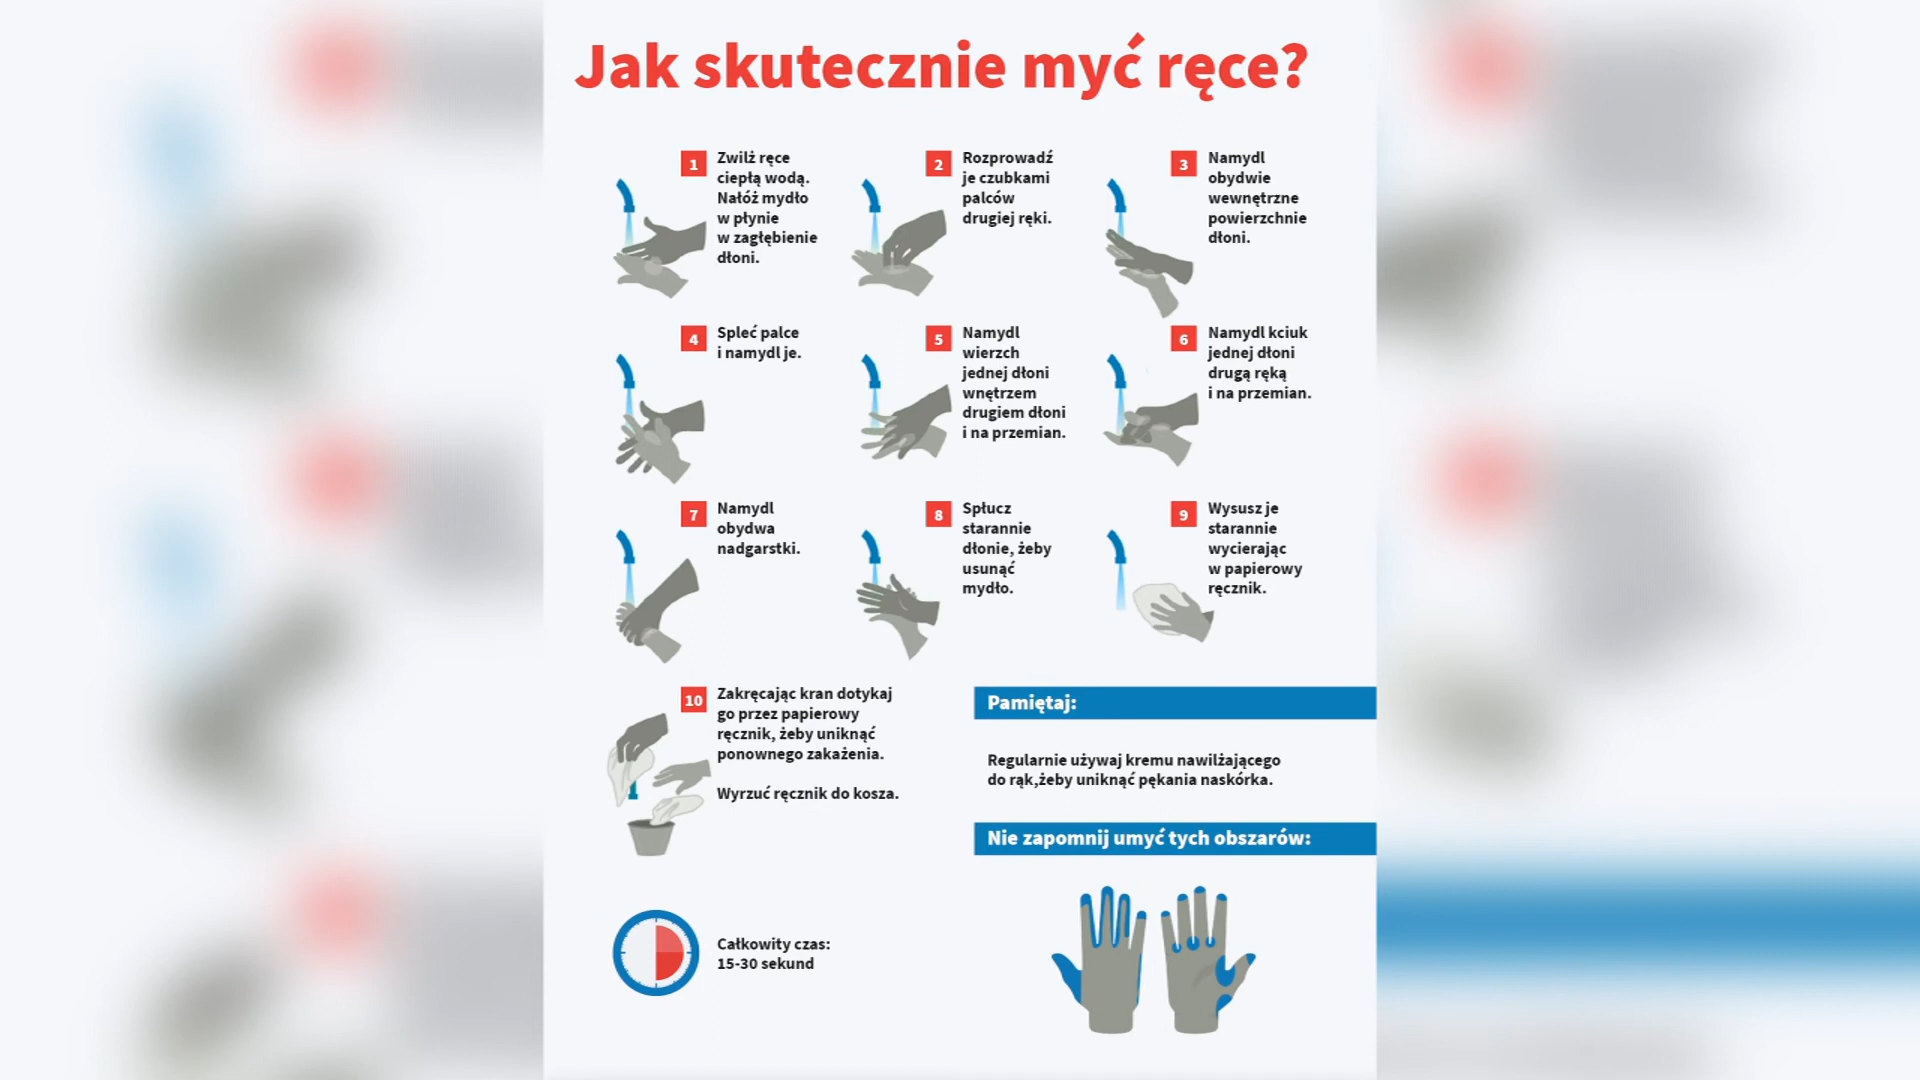 Jak skutecznie myć ręce?
1
Zwilż ręce
ciepłą wodą.
Nałóż mydło
w płynie
w zagłębienie
dłoni.
2
Rozprowadź
je czubkami
palców
drugiej ręki.
3
Namydl
obydwie
wewnętrzne
powierzchnie
dłoni.
4
Spleć palce
i namydl je.
5
Namydl
wierzch
jednej dłoni
wnętrzem
drugiem dłoni
i na przemian.
6
Namydl kciuk
jednej dłoni
drugą ręką
i na przemian.
7
Namydl
obydwa
nadgarstki.
8
Spłucz
starannie
dłonie, żeby
usunąć
mydło.
9
Wysusz je
starannie
wycierając
w papierowy
ręcznik.
10
Zakręcając kran dotykaj
go przez papierowy
ręcznik, żeby uniknąć
ponownego zakażenia.
Wyrzuć ręcznik do kosza.
Pamiętaj:
Regularnie używaj kremu nawilżającego
do rąk,żeby uniknąć pękania naskórka.
Nie zapomnij umyć tych obszarów:
Całkowity czas:
15-30 sekund